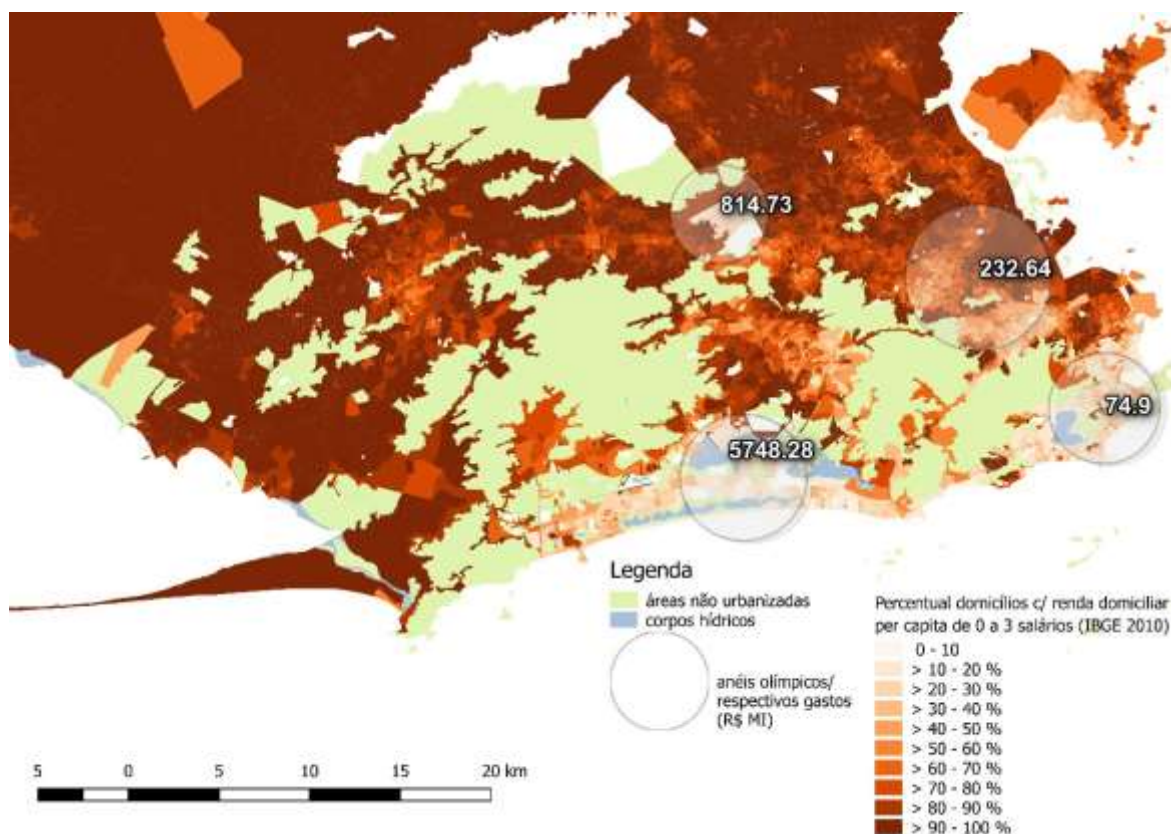 814.73
232.64
74.9
5748.28
Legenda
áreas não urbanizadas
corpos hídricos
anéis olímpicos/
respectivos gastos
(R$ MI)
Percentual domicílios c/ renda domiciliar
per capita de 0 a 3 salários (IBGE 2010)
0 - 10
> 10 - 20 %
> 20 - 30 %
> 30 - 40 %
> 40 - 50 %
> 50 - 60 %
> 60 - 70 %
> 70 - 80 %
> 80 - 90 %
> 90 - 100 %
5 0 5 10 15 20 km